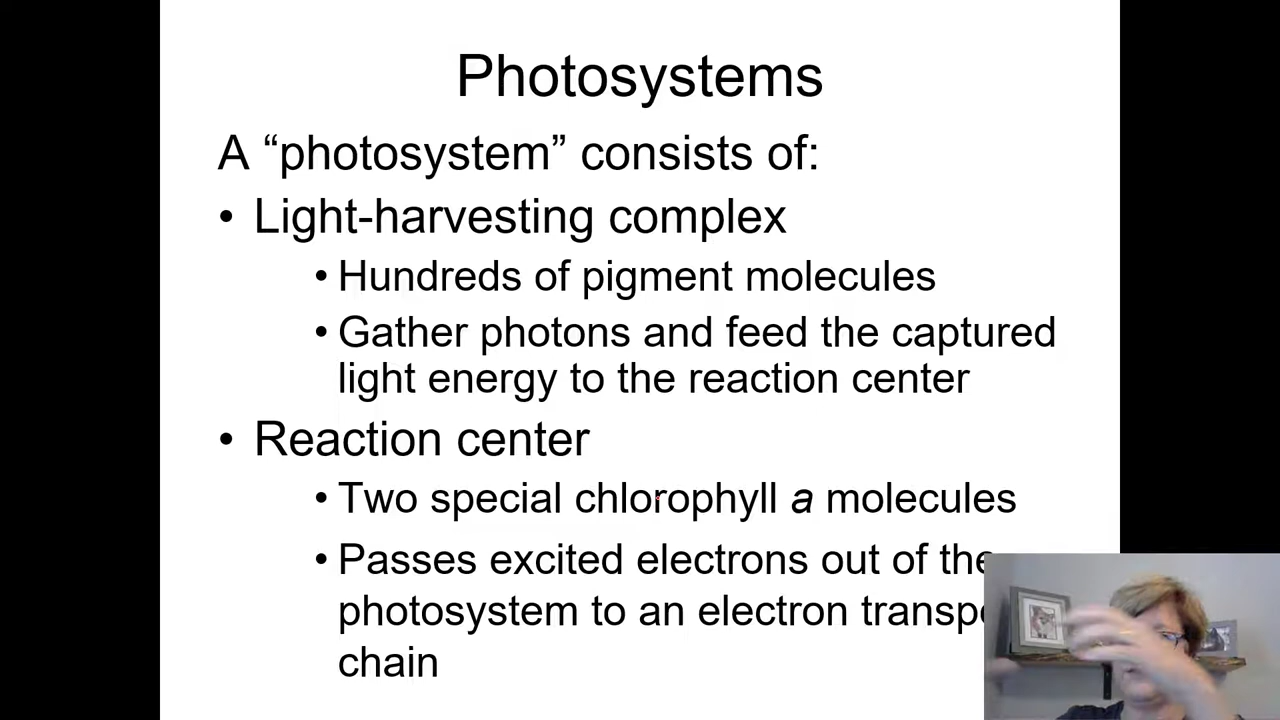 Photosystems
A “photosystem” consists of:
• Light-harvesting complex
• Hundreds of pigment molecules
• Gather photons and feed the captured
light energy to the reaction center
• Reaction center
• Two special chlorophyll a molecules
• Passes excited electrons out of the
photosystem to an electron
chain